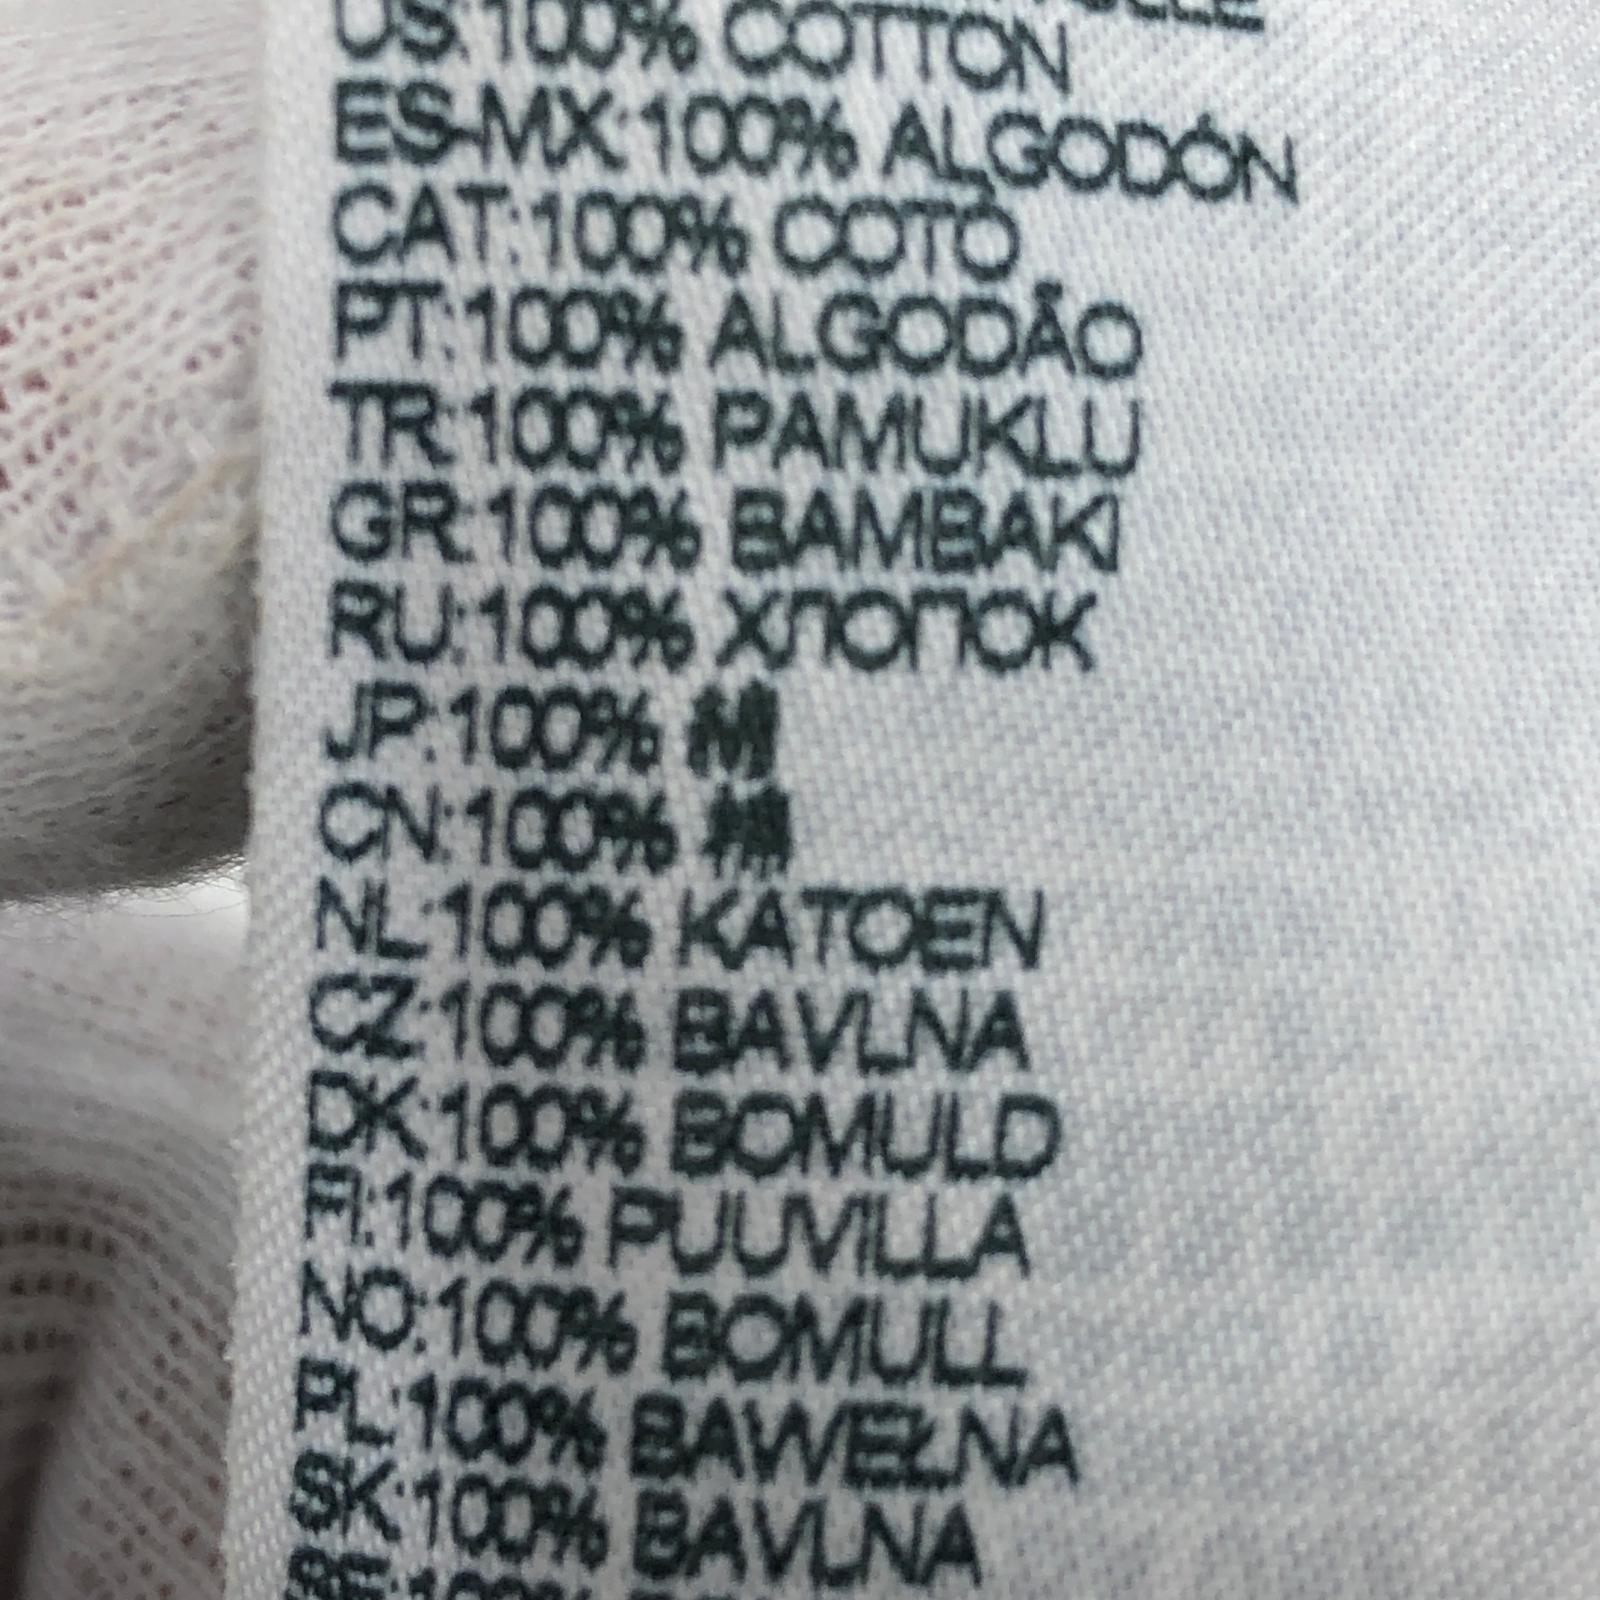 US:100% COTTON
ES-MX:100% ALGODÓN
CAT:100% COTÓ
PT:100% ALGODÃO
TR:100% PAMUKLU
GR:100% BAMBAKI
RU:100% ХЛОПОК
JP:100%
CN:100% 棉
NL:100% KATOEN
CZ:100% BAVLNA
DK:100% BOMULD
FI:100% PUUVILLA
NO:100% BOMULL
PL:100% BAWEŁNA
SK:100% BAVLNA